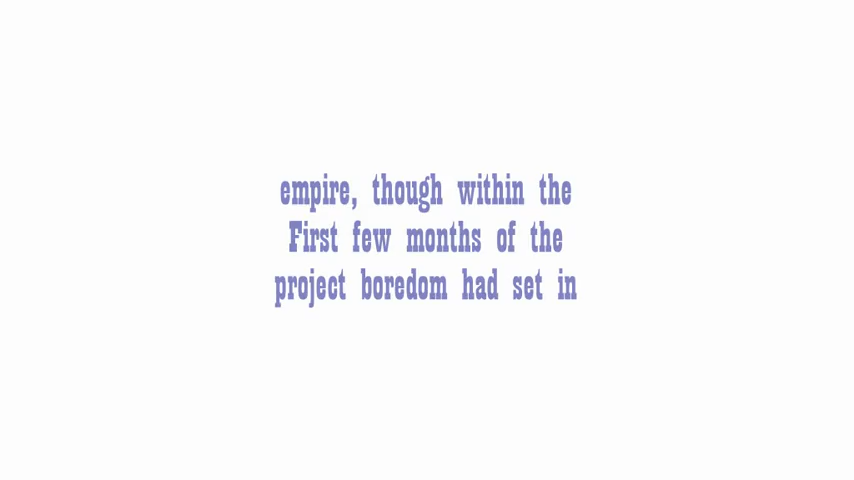 empire, though within the
First few months of the
project boredom had set in